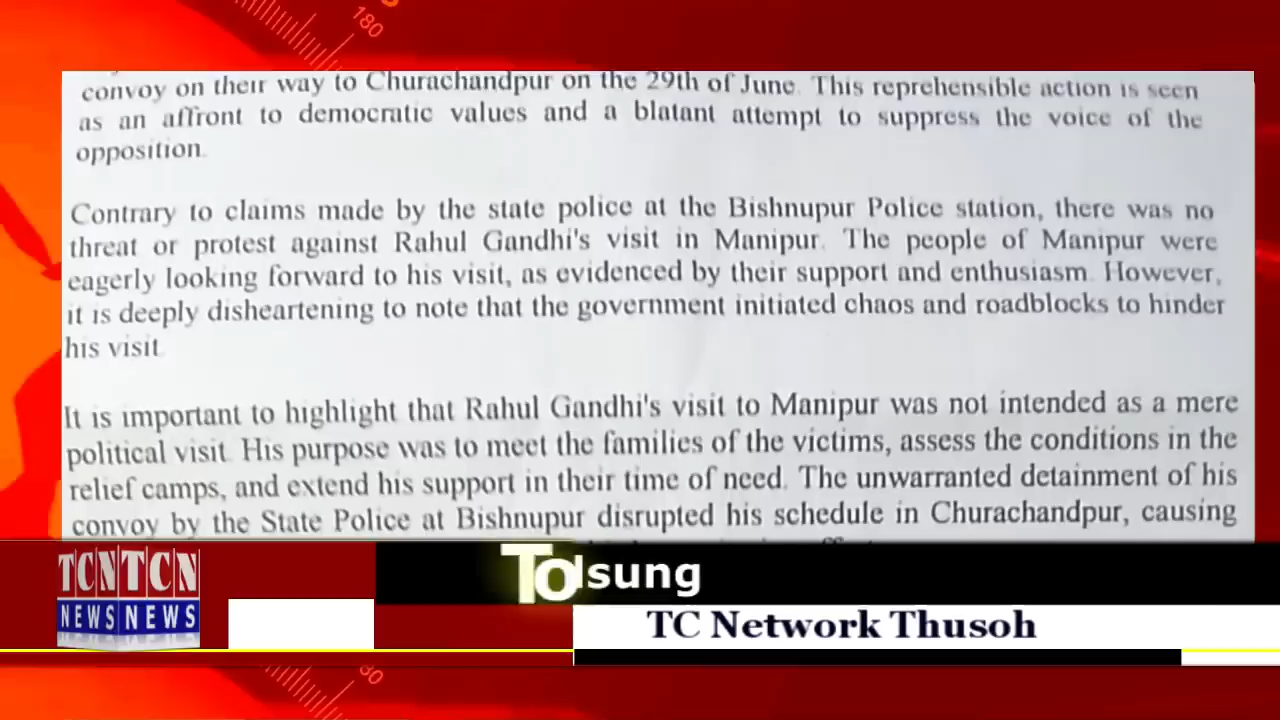 180
convoy on their way to Churachandpur on the 29th of June. This reprehensible action is seen
as an affront to democratic values and a blatant attempt to suppress the voice of the
opposition.
Contrary to claims made by the state police at the Bishnupur Police station, there was no
threat or protest against Rahul Gandhi's visit in Manipur. The people of Manipur were
eagerly looking forward to his visit, as evidenced by their support and enthusiasm. However,
it is deeply disheartening to note that the government initiated chaos and roadblocks to hinder
his visit.
It is important to highlight that Rahul Gandhi's visit to Manipur was not intended as a mere
political visit. His purpose was to meet the families of the victims, assess the conditions in the
relief camps, and extend his support in their time of need. The unwarranted detainment of his
convoy by the State Police at Bishnupur disrupted his schedule in Churachandpur, causing
TCN TCN
NEWS NEWS
Tolsung
TC Network Thusoh
80